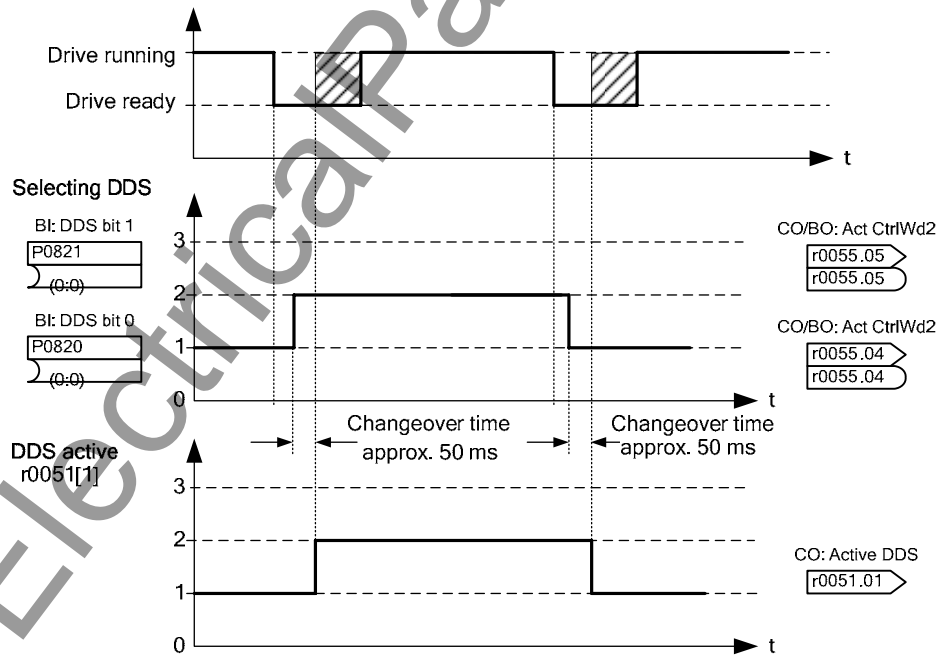 Drive running
Drive ready
t
Selecting DDS
BI: DDS bit 1
P0821
(0:0)
BI: DDS bit 0
P0820
(0:0)
3
2
1
0
t
CO/BO: Act CtrlWd2
r0055.05
r0055.05
CO/BO: Act CtrlWd2
r0055.04
r0055.04
Changeover time
approx. 50 ms
Changeover time
approx. 50 ms
DDS active
r0051[1]
3
2
1
0
t
CO: Active DDS
r0051.01
ElectricalPa